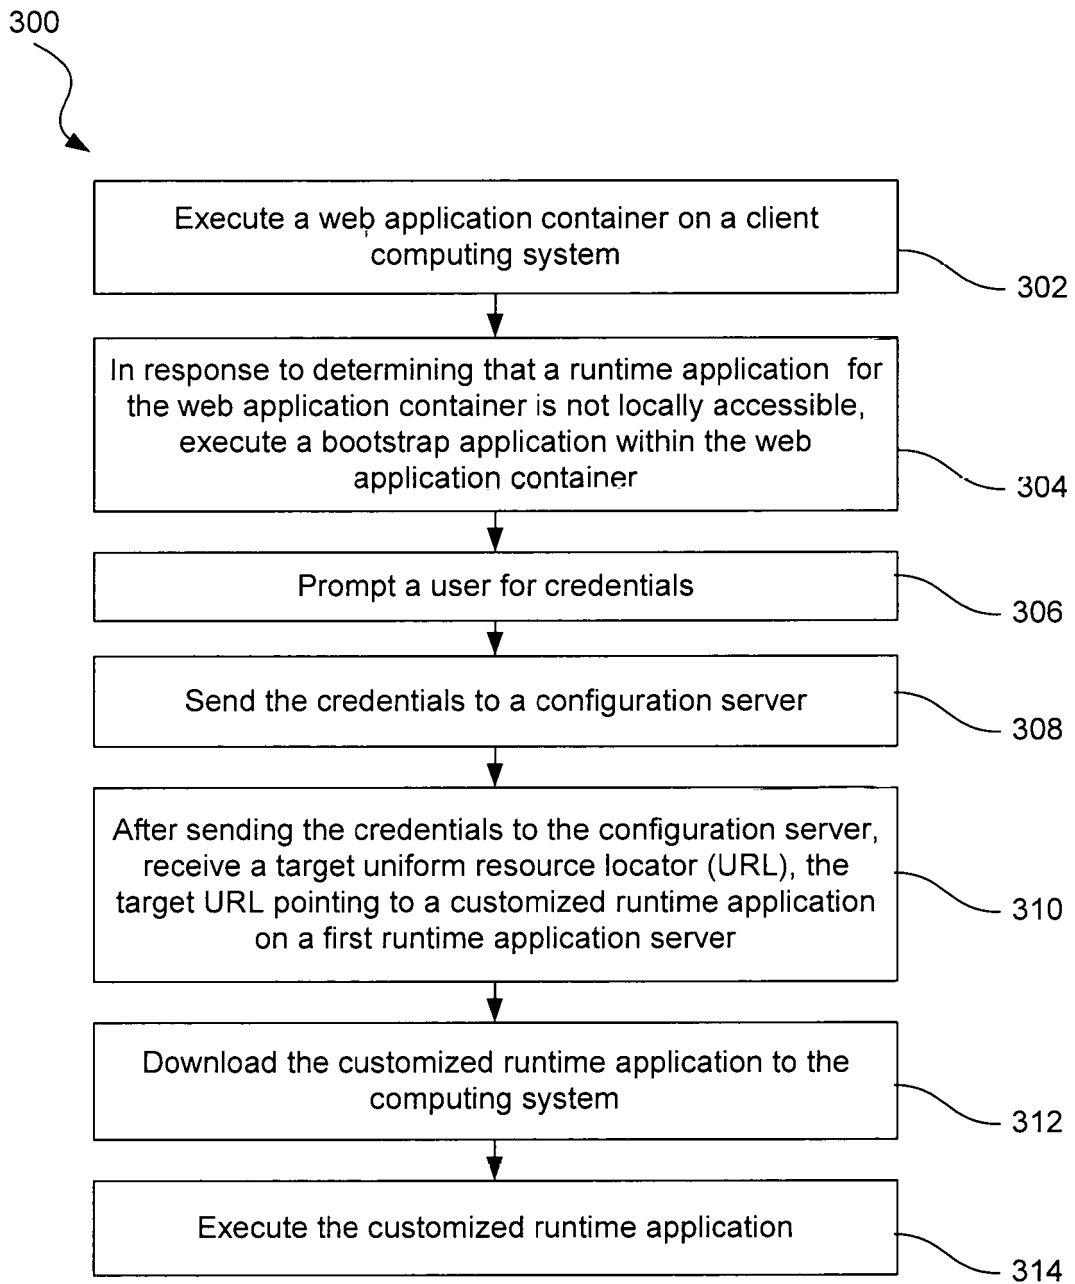 300
Execute a web application container on a client
computing system
302
In response to determining that a runtime application for
the web application container is not locally accessible,
execute a bootstrap application within the web
application container
304
Prompt a user for credentials
306
Send the credentials to a configuration server
308
After sending the credentials to the configuration server,
receive a target uniform resource locator (URL), the
target URL pointing to a customized runtime application
on a first runtime application server
310
Download the customized runtime application to the
computing system
312
Execute the customized runtime application
314